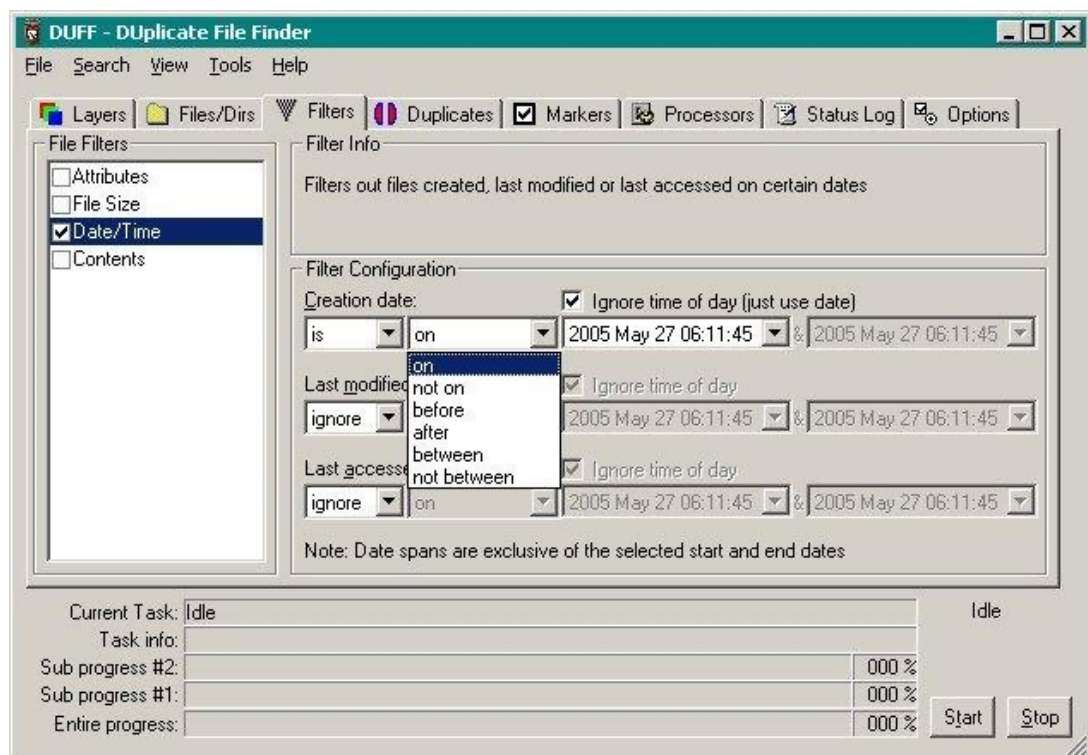 DUFF - DUplicate File Finder
File Search View Tools Help
Layers Files/Dirs Filters Duplicates Markers Processors Status Log Options
File Filters
Attributes
File Size
Date/Time
Contents
Filter Info
Filters out files created, last modified or last accessed on certain dates
Filter Configuration
Creation date: Ignore time of day (just use date)
is on 2005 May 27 06:11:45 & 2005 May 27 06:11:45
on
not on
before
after
between
not between
Last modified Ignore time of day
ignore 2005 May 27 06:11:45 & 2005 May 27 06:11:45
Last accesse Ignore time of day
ignore on 2005 May 27 06:11:45 & 2005 May 27 06:11:45
Note: Date spans are exclusive of the selected start and end dates
Current Task: Idle Idle
Task info:
Sub progress #2: 000 %
Sub progress #1: 000 %
Entire progress: 000 %
Start Stop